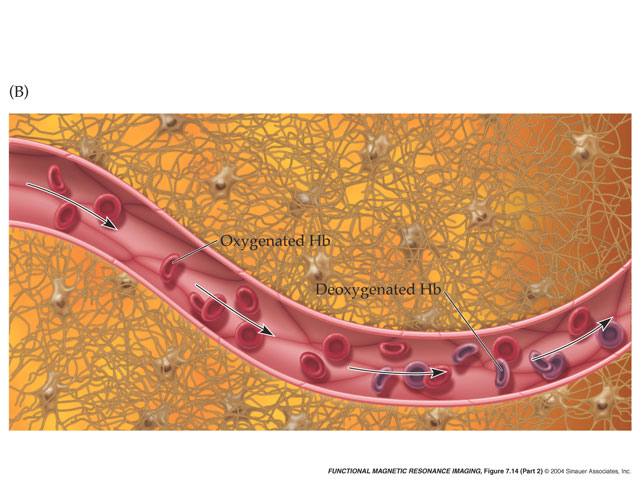 (B)
Oxygenated Hb
Deoxygenated Hb
FUNCTIONAL MAGNETIC RESONANCE IMAGING, Figure 7.14 (Part 2) © 2004 Sinauer Associates, Inc.